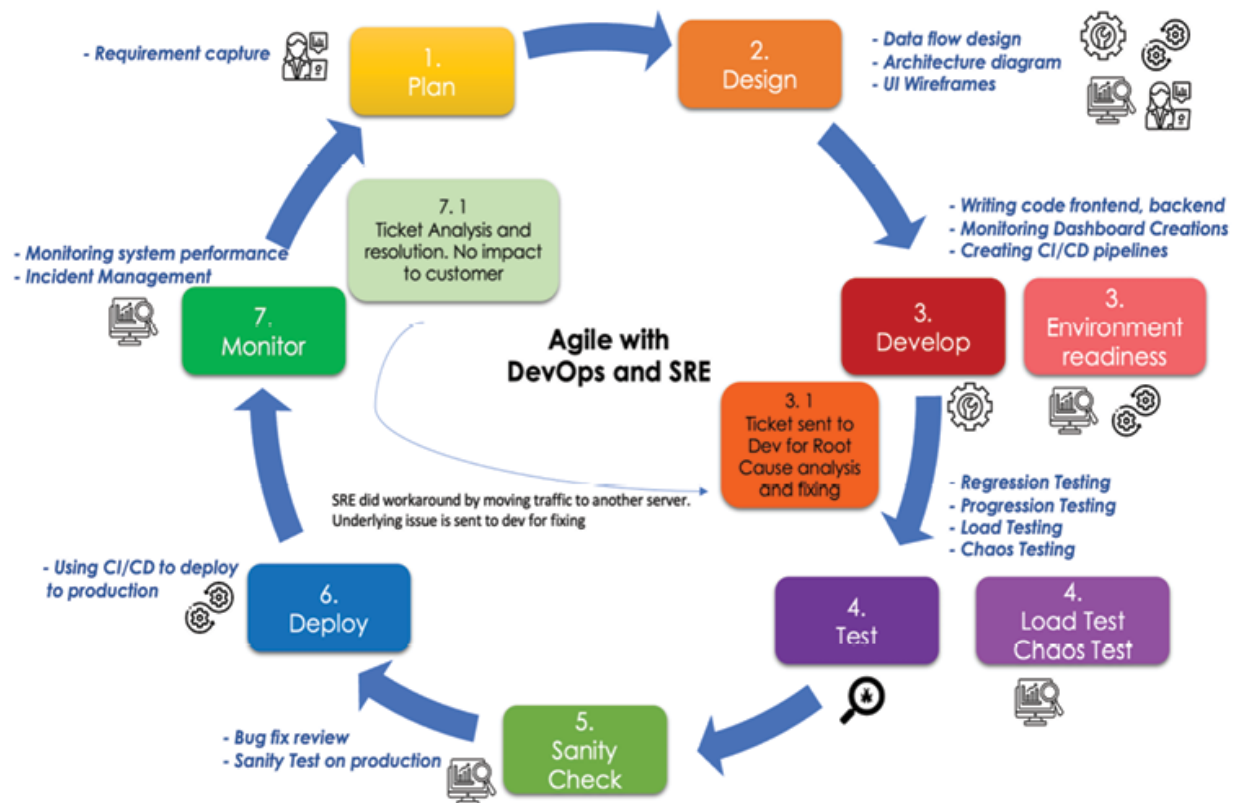 - Requirement capture
1.
Plan
2.
Design
- Data flow design
- Architecture diagram
- UI Wireframes
7. 1
Ticket Analysis and
resolution. No impact
to customer
- Writing code frontend, backend
- Monitoring Dashboard Creations
- Creating CI/CD pipelines
- Monitoring system performance
- Incident Management
7.
Monitor
Agile with
DevOps and SRE
3.
Develop
3.
Environment
readiness
3. 1
Ticket sent to
Dev for Root
Cause analysis
and fixing
SRE did workaround by moving traffic to another server.
Underlying issue is sent to dev for fixing
- Regression Testing
- Progression Testing
- Load Testing
- Chaos Testing
- Using CI/CD to deploy
to production
6.
Deploy
4.
Test
4.
Load Test
Chaos Test
- Bug fix review
- Sanity Test on production
5.
Sanity
Check